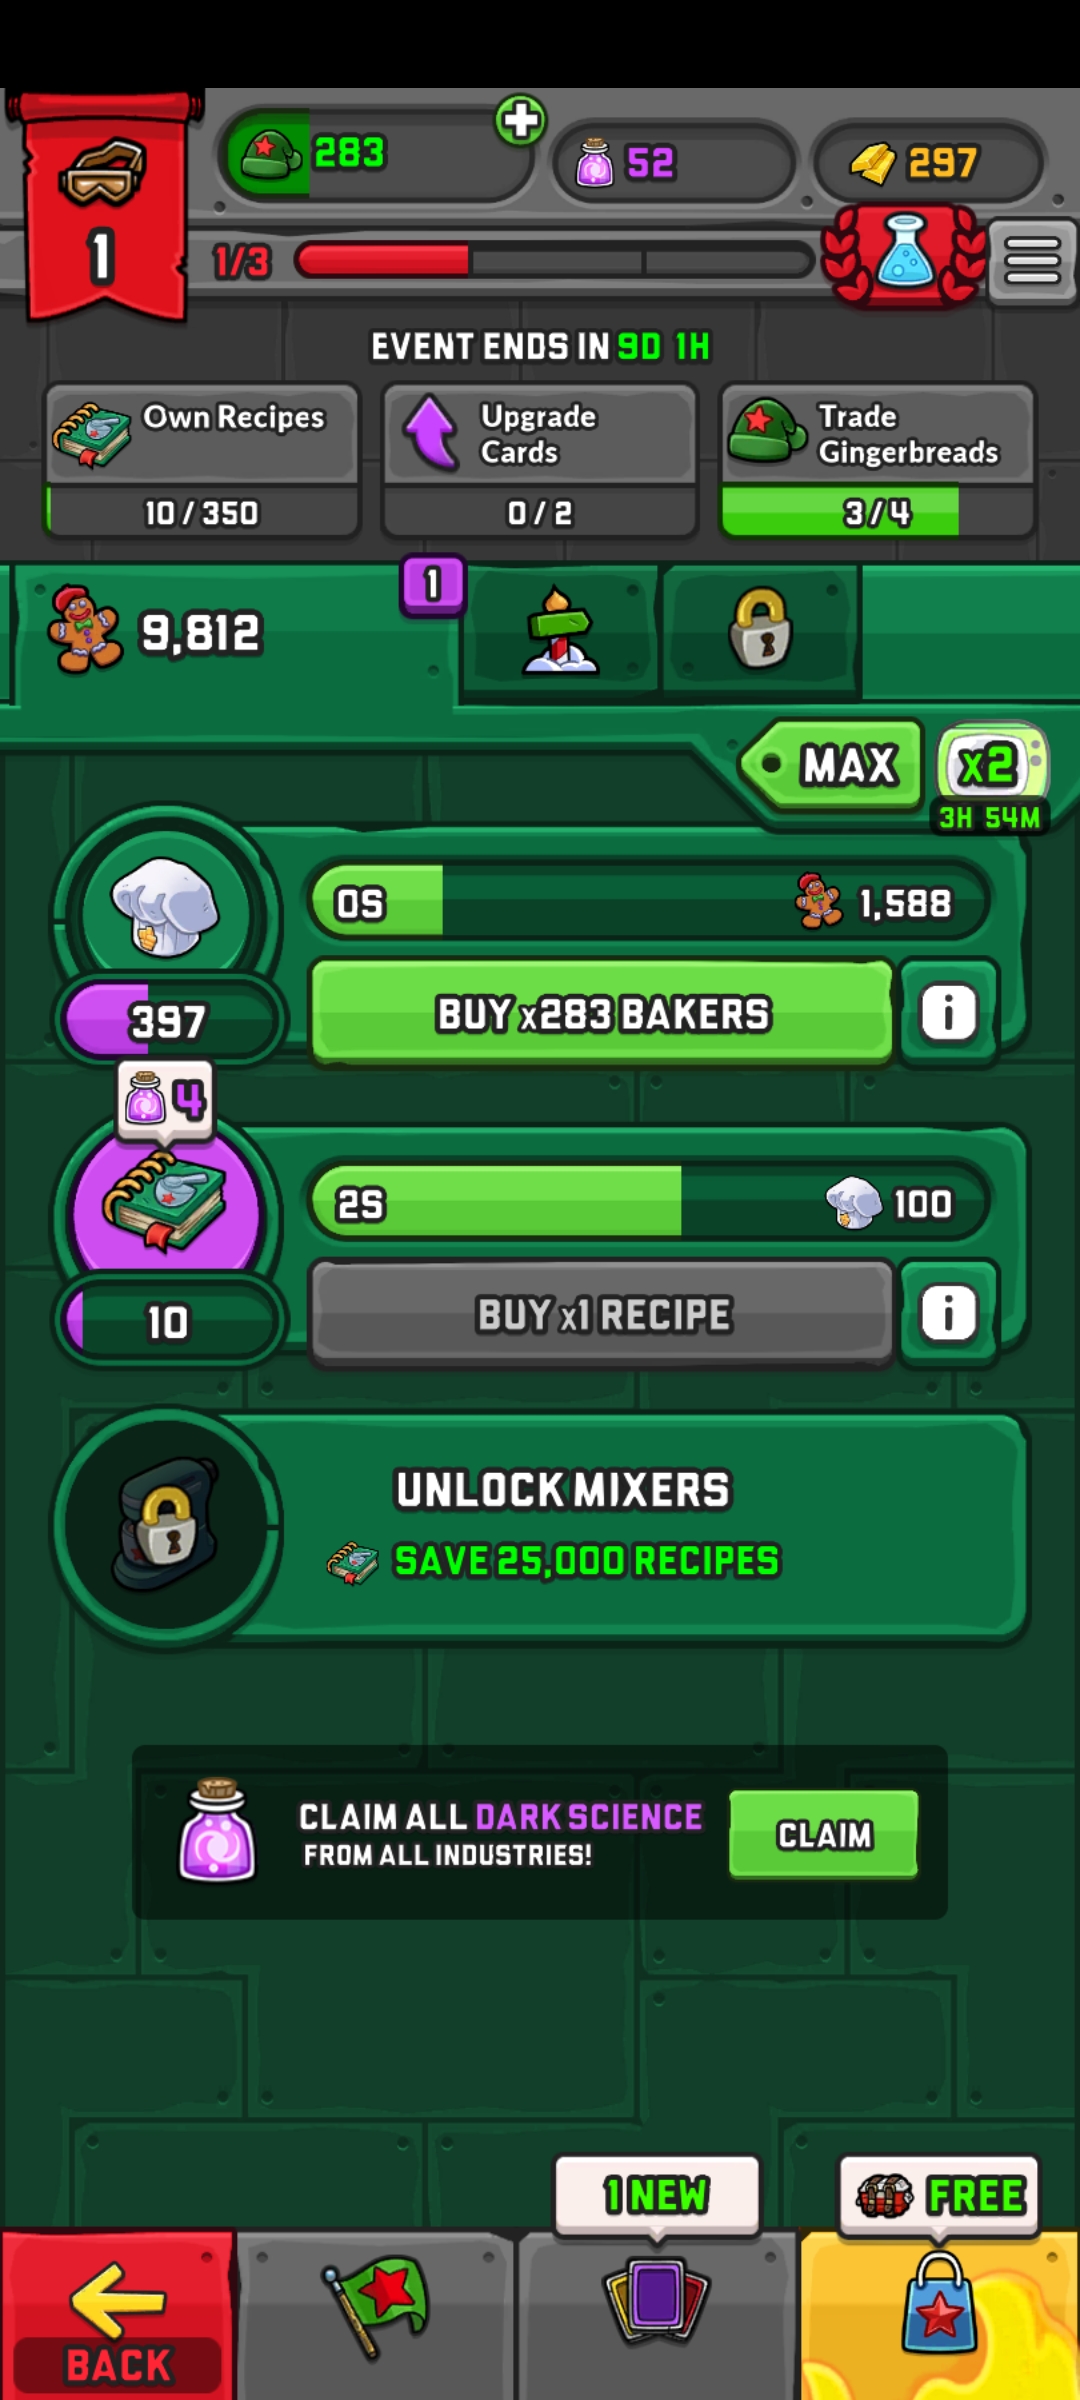 283
52
297
1
1/3
EVENT ENDS IN 9D 1H
Own Recipes
10 / 350
Upgrade
Cards
0 / 2
Trade
Gingerbreads
3 / 4
9,812
1
MAX
x2
3H 54M
0S
1,588
397
BUY x283 BAKERS
4
2S
100
10
BUY x1 RECIPE
UNLOCK MIXERS
SAVE 25,000 RECIPES
CLAIM ALL DARK SCIENCE
FROM ALL INDUSTRIES!
CLAIM
1 NEW
FREE
BACK